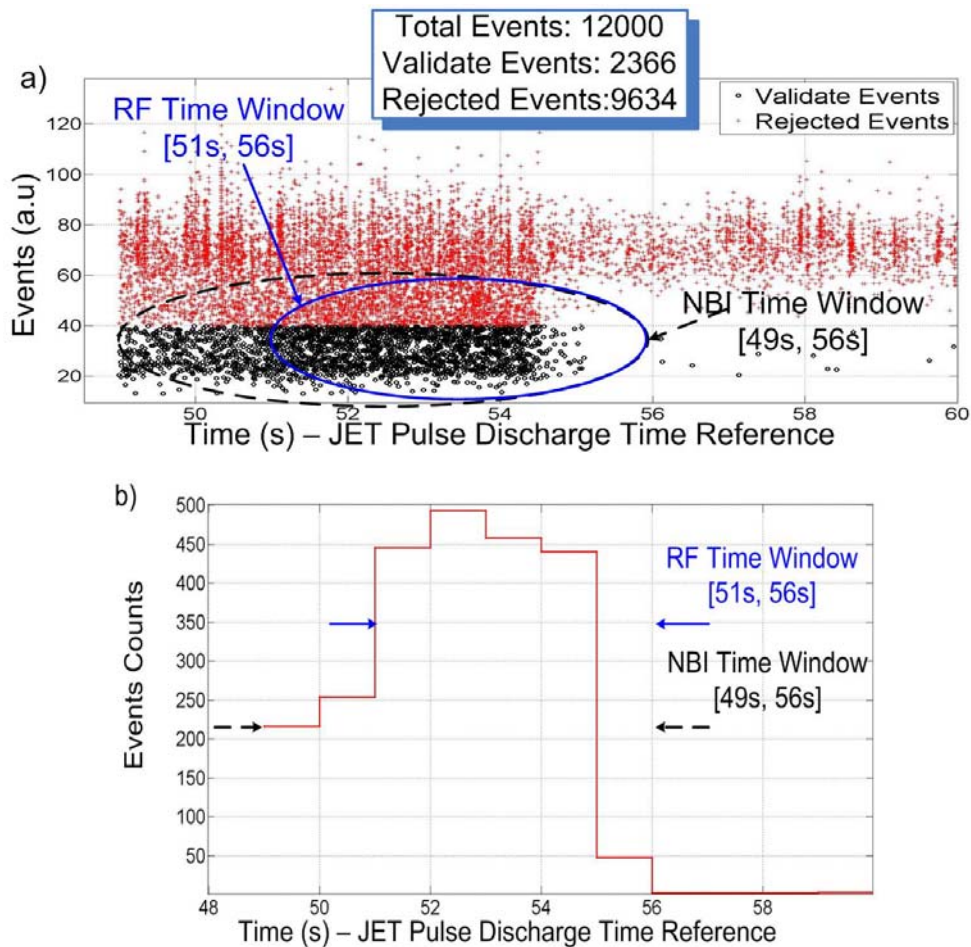 Total Events: 12000
Validate Events: 2366
Rejected Events:9634
a)
RF Time Window
[51s, 56s]
Validate Events
Rejected Events
120
100
80
60
40
20
Events (a.u)
NBI Time Window
[49s, 56s]
50
52
54
56
58
60
Time (s) – JET Pulse Discharge Time Reference
b)
500
450
400
350
300
250
200
150
100
50
Events Counts
RF Time Window
[51s, 56s]
NBI Time Window
[49s, 56s]
48
50
52
54
56
58
Time (s) – JET Pulse Discharge Time Reference